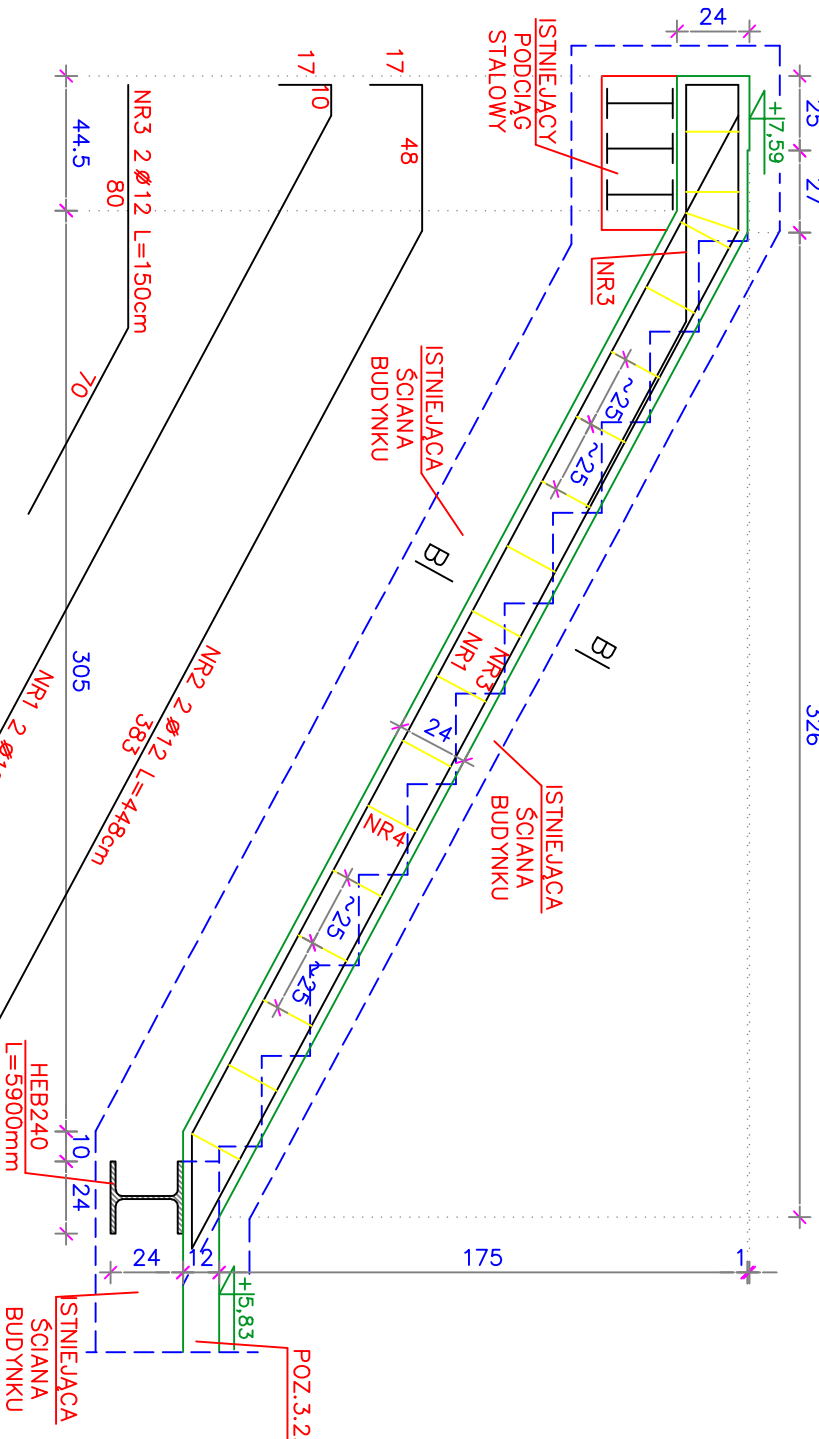 24
25
27
326
+7,59
ISTNIEJĄCY
PODCIĄG
STALOWY
NR3
17
48
17
10
44.5
NR3 2 ø 12 L=150cm
80
70
ISTNIEJĄCA
ŚCIANA
BUDYNKU
~25
~25
B
B
NR3
NR1
24
NR4
ISTNIEJĄCA
ŚCIANA
BUDYNKU
~25
~25
305
NR2 2 ø12 L=448cm
383
NR1 2
HEB240
L=5900mm
10
24
24
12
175
1
+5,83
POZ.3.2
ISTNIEJĄCA
ŚCIANA
BUDYNKU